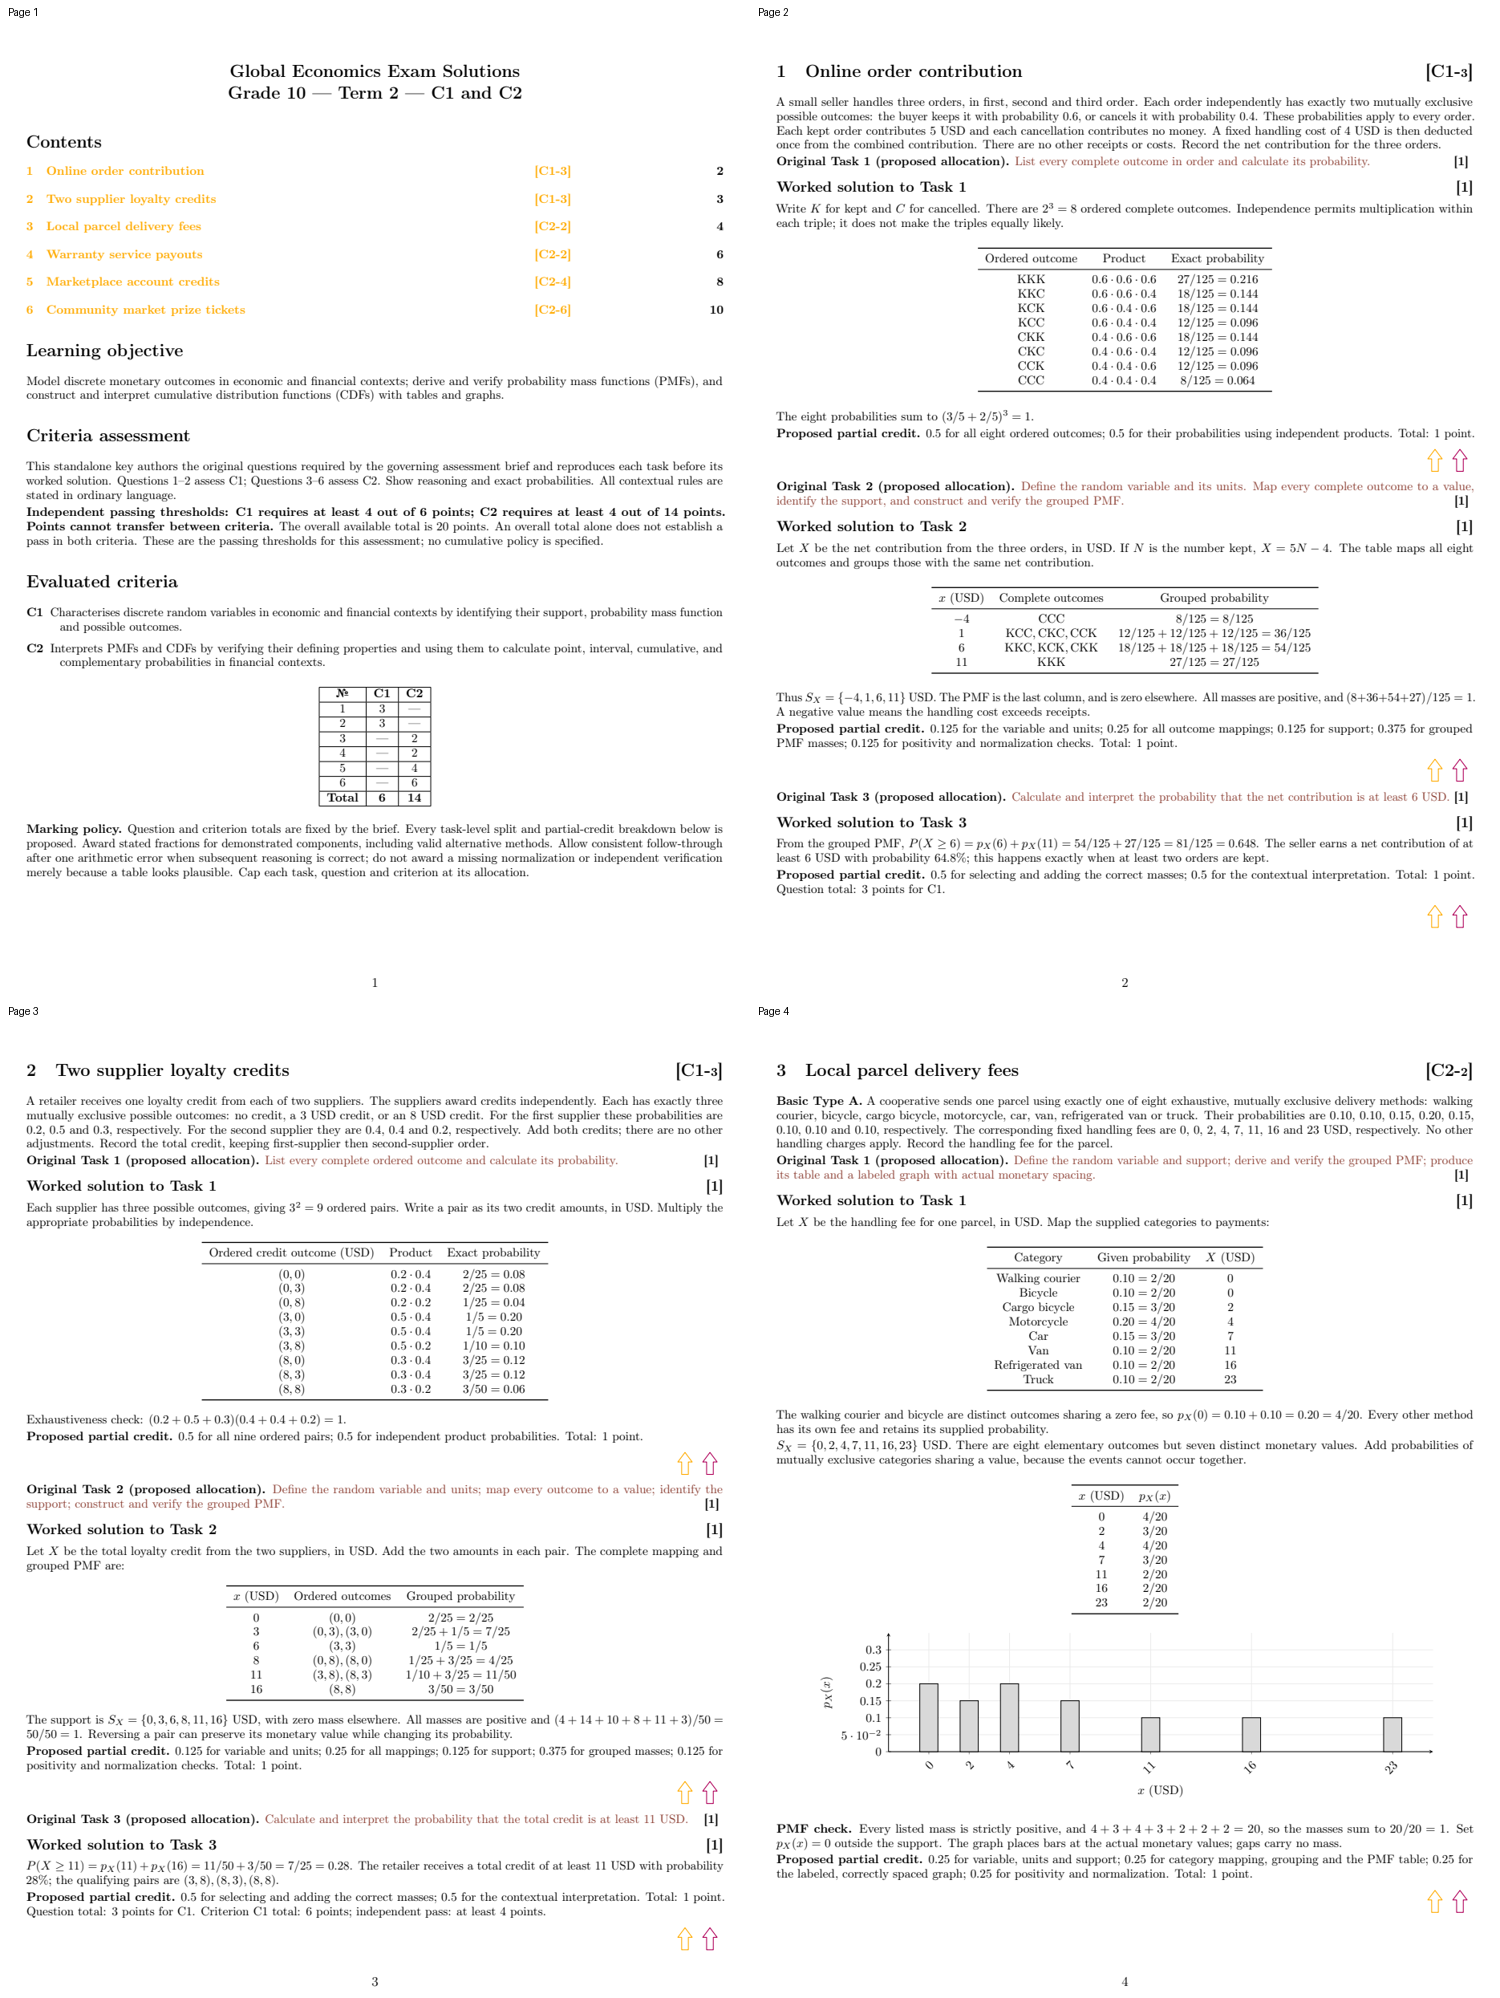 Page 1
Global Economics Exam Solutions
Grade 10 — Term 2 — C1 and C2
Contents
1 Online order contribution [C1-3] 2
2 Two supplier loyalty credits [C1-3] 3
3 Local parcel delivery fees [C2-2] 4
4 Warranty service payouts [C2-2] 6
5 Marketplace account credits [C2-4] 8
6 Community market prize tickets [C2-6] 10
Learning objective
Model discrete monetary outcomes in economic and financial contexts; derive and verify probability mass functions (PMFs), and
construct and interpret cumulative distribution functions (CDFs) with tables and graphs.
Criteria assessment
This standalone key authors the original questions required by the governing assessment brief and reproduces each task before its
worked solution. Questions 1–2 assess C1; Questions 3–6 assess C2. Show reasoning and exact probabilities. All contextual rules are
stated in ordinary language.
Independent passing thresholds: C1 requires at least 4 out of 6 points; C2 requires at least 4 out of 14 points.
Points cannot transfer between criteria. The overall available total is 20 points. An overall total alone does not establish a
pass in both criteria. These are the passing thresholds for this assessment; no cumulative policy is specified.
Evaluated criteria
C1 Characterises discrete random variables in economic and financial contexts by identifying their support, probability mass function
and possible outcomes.
C2 Interprets PMFs and CDFs by verifying their defining properties and using them to calculate point, interval, cumulative, and
complementary probabilities in financial contexts.
№ C1 C2
1 3 —
2 3 —
3 — 2
4 — 2
5 — 4
6 — 6
Total 6 14
Marking policy. Question and criterion totals are fixed by the brief. Every task-level split and partial-credit breakdown below is
proposed. Award stated fractions for demonstrated components, including valid alternative methods. Allow consistent follow-through
after one arithmetic error when subsequent reasoning is correct; do not award a missing normalization or independent verification
merely because a table looks plausible. Cap each task, question and criterion at its allocation.
1
Page 2
1 Online order contribution [C1-3]
A small seller handles three orders, in first, second and third order. Each order independently has exactly two mutually exclusive
possible outcomes: the buyer keeps it with probability 0.6, or cancels it with probability 0.4. These probabilities apply to every order.
Each kept order contributes 5 USD and each cancellation contributes no money. A fixed handling cost of 4 USD is then deducted
once from the combined contribution. There are no other receipts or costs. Record the net contribution for the three orders.
Original Task 1 (proposed allocation). List every complete outcome in order and calculate its probability. [1]
Worked solution to Task 1 [1]
Write K for kept and C for cancelled. There are 2³ = 8 ordered complete outcomes. Independence permits multiplication within
each triple; it does not make the triples equally likely.
Ordered outcome Product Exact probability
KKK 0.6 · 0.6 · 0.6 27/125 = 0.216
KKC 0.6 · 0.6 · 0.4 18/125 = 0.144
KCK 0.6 · 0.4 · 0.6 18/125 = 0.144
KCC 0.6 · 0.4 · 0.4 12/125 = 0.096
CKK 0.4 · 0.6 · 0.6 18/125 = 0.144
CKC 0.4 · 0.6 · 0.4 12/125 = 0.096
CCK 0.4 · 0.4 · 0.6 12/125 = 0.096
CCC 0.4 · 0.4 · 0.4 8/125 = 0.064
The eight probabilities sum to (3/5 + 2/5)³ = 1.
Proposed partial credit. 0.5 for all eight ordered outcomes; 0.5 for their probabilities using independent products. Total: 1 point.
Original Task 2 (proposed allocation). Define the random variable and its units. Map every complete outcome to a value,
identify the support, and construct and verify the grouped PMF. [1]
Worked solution to Task 2 [1]
Let X be the net contribution from the three orders, in USD. If N is the number kept, X = 5N − 4. The table maps all eight
outcomes and groups those with the same net contribution.
x (USD) Complete outcomes Grouped probability
−4 CCC 8/125 = 8/125
1 KCC, CKC, CCK 12/125 + 12/125 + 12/125 = 36/125
6 KKC, KCK, CKK 18/125 + 18/125 + 18/125 = 54/125
11 KKK 27/125 = 27/125
Thus S_X = {−4, 1, 6, 11} USD. The PMF is the last column, and is zero elsewhere. All masses are positive, and (8+36+54+27)/125 = 1.
A negative value means the handling cost exceeds receipts.
Proposed partial credit. 0.125 for the variable and units; 0.25 for all outcome mappings; 0.125 for support; 0.375 for grouped
PMF masses; 0.125 for positivity and normalization checks. Total: 1 point.
Original Task 3 (proposed allocation). Calculate and interpret the probability that the net contribution is at least 6 USD. [1]
Worked solution to Task 3 [1]
From the grouped PMF, P(X ≥ 6) = p_X(6) + p_X(11) = 54/125 + 27/125 = 81/125 = 0.648. The seller earns a net contribution of at
least 6 USD with probability 64.8%; this happens exactly when at least two orders are kept.
Proposed partial credit. 0.5 for selecting and adding the correct masses; 0.5 for the contextual interpretation. Total: 1 point.
Question total: 3 points for C1.
2
Page 3
2 Two supplier loyalty credits [C1-3]
A retailer receives one loyalty credit from each of two suppliers. The suppliers award credits independently. Each has exactly three
mutually exclusive possible outcomes: no credit, a 3 USD credit, or an 8 USD credit. For the first supplier these probabilities are
0.2, 0.5 and 0.3, respectively. For the second supplier they are 0.4, 0.4 and 0.2, respectively. Add both credits; there are no other
adjustments. Record the total credit, keeping first-supplier then second-supplier order.
Original Task 1 (proposed allocation). List every complete ordered outcome and calculate its probability. [1]
Worked solution to Task 1 [1]
Each supplier has three possible outcomes, giving 3² = 9 ordered pairs. Write a pair as its two credit amounts, in USD. Multiply the
appropriate probabilities by independence.
Ordered credit outcome (USD) Product Exact probability
(0, 0) 0.2 · 0.4 2/25 = 0.08
(0, 3) 0.2 · 0.4 2/25 = 0.08
(0, 8) 0.2 · 0.2 1/25 = 0.04
(3, 0) 0.5 · 0.4 1/5 = 0.20
(3, 3) 0.5 · 0.4 1/5 = 0.20
(3, 8) 0.5 · 0.2 1/10 = 0.10
(8, 0) 0.3 · 0.4 3/25 = 0.12
(8, 3) 0.3 · 0.4 3/25 = 0.12
(8, 8) 0.3 · 0.2 3/50 = 0.06
Exhaustiveness check: (0.2 + 0.5 + 0.3)(0.4 + 0.4 + 0.2) = 1.
Proposed partial credit. 0.5 for all nine ordered pairs; 0.5 for independent product probabilities. Total: 1 point.
Original Task 2 (proposed allocation). Define the random variable and units; map every outcome to a value; identify the
support; construct and verify the grouped PMF. [1]
Worked solution to Task 2 [1]
Let X be the total loyalty credit from the two suppliers, in USD. Add the two amounts in each pair. The complete mapping and
grouped PMF are:
x (USD) Ordered outcomes Grouped probability
0 (0, 0) 2/25 = 2/25
3 (0, 3), (3, 0) 2/25 + 1/5 = 7/25
6 (3, 3) 1/5 = 1/5
8 (0, 8), (8, 0) 1/25 + 3/25 = 4/25
11 (3, 8), (8, 3) 1/10 + 3/25 = 11/50
16 (8, 8) 3/50 = 3/50
The support is S_X = {0, 3, 6, 8, 11, 16} USD, with zero mass elsewhere. All masses are positive and (4 + 14 + 10 + 8 + 11 + 3)/50 =
50/50 = 1. Reversing a pair can preserve its monetary value while changing its probability.
Proposed partial credit. 0.125 for variable and units; 0.25 for all mappings; 0.125 for support; 0.375 for grouped masses; 0.125 for
positivity and normalization checks. Total: 1 point.
Original Task 3 (proposed allocation). Calculate and interpret the probability that the total credit is at least 11 USD. [1]
Worked solution to Task 3 [1]
P(X ≥ 11) = p_X(11) + p_X(16) = 11/50 + 3/50 = 7/25 = 0.28. The retailer receives a total credit of at least 11 USD with probability
28%; the qualifying pairs are (3, 8), (8, 3), (8, 8).
Proposed partial credit. 0.5 for selecting and adding the correct masses; 0.5 for the contextual interpretation. Total: 1 point.
Question total: 3 points for C1. Criterion C1 total: 6 points; independent pass: at least 4 points.
3
Page 4
3 Local parcel delivery fees [C2-2]
Basic Type A. A cooperative sends one parcel using exactly one of eight exhaustive, mutually exclusive delivery methods: walking
courier, bicycle, cargo bicycle, motorcycle, car, van, refrigerated van or truck. Their probabilities are 0.10, 0.10, 0.15, 0.20, 0.15,
0.10, 0.10 and 0.10, respectively. The corresponding fixed handling fees are 0, 0, 2, 4, 7, 11, 16 and 23 USD, respectively. No other
handling charges apply. Record the handling fee for the parcel.
Original Task 1 (proposed allocation). Define the random variable and support; derive and verify the grouped PMF; produce
its table and a labeled graph with actual monetary spacing. [1]
Worked solution to Task 1 [1]
Let X be the handling fee for one parcel, in USD. Map the supplied categories to payments:
Category Given probability X (USD)
Walking courier 0.10 = 2/20 0
Bicycle 0.10 = 2/20 0
Cargo bicycle 0.15 = 3/20 2
Motorcycle 0.20 = 4/20 4
Car 0.15 = 3/20 7
Van 0.10 = 2/20 11
Refrigerated van 0.10 = 2/20 16
Truck 0.10 = 2/20 23
The walking courier and bicycle are distinct outcomes sharing a zero fee, so p_X(0) = 0.10 + 0.10 = 0.20 = 4/20. Every other method
has its own fee and retains its supplied probability.
S_X = {0, 2, 4, 7, 11, 16, 23} USD. There are eight elementary outcomes but seven distinct monetary values. Add probabilities of
mutually exclusive categories sharing a value, because the events cannot occur together.
x (USD) p_X(x)
0 4/20
2 3/20
4 4/20
7 3/20
11 2/20
16 2/20
23 2/20
p_X(x)
0.3
0.25
0.2
0.15
0.1
5 · 10⁻²
0
0 2 4 7 11 16 23
x (USD)
PMF check. Every listed mass is strictly positive, and 4 + 3 + 4 + 3 + 2 + 2 + 2 = 20, so the masses sum to 20/20 = 1. Set
p_X(x) = 0 outside the support. The graph places bars at the actual monetary values; gaps carry no mass.
Proposed partial credit. 0.25 for variable, units and support; 0.25 for category mapping, grouping and the PMF table; 0.25 for
the labeled, correctly spaced graph; 0.25 for positivity and normalization. Total: 1 point.
4